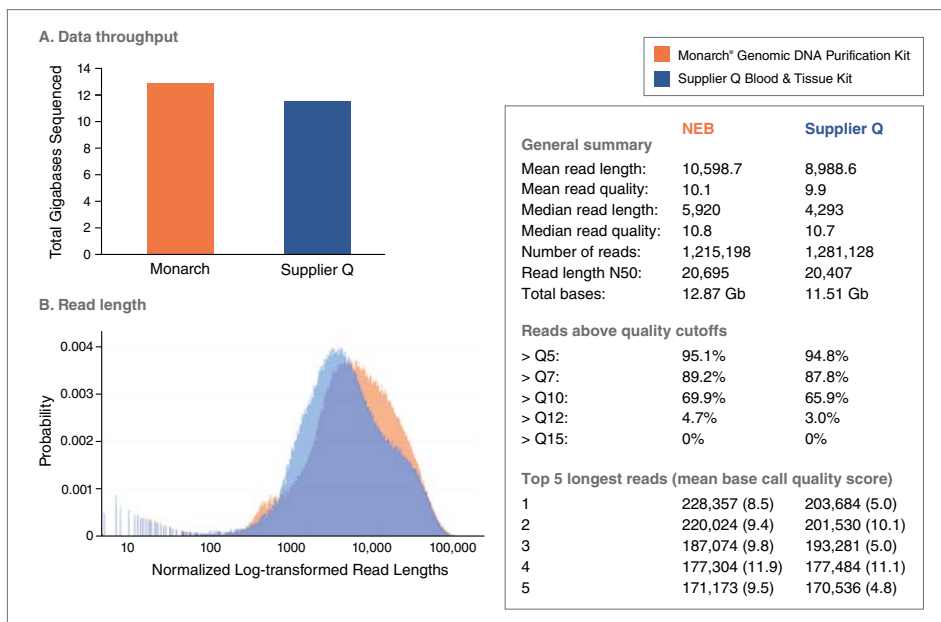 A. Data throughput
Total Gigabases Sequenced
14
12
10
8
6
4
2
0
Monarch
Supplier Q
Monarch® Genomic DNA Purification Kit
Supplier Q Blood & Tissue Kit
B. Read length
Probability
0.004
0.003
0.002
0.001
0
10
100
1000
10,000
100,000
Normalized Log-transformed Read Lengths
NEB Supplier Q
General summary
Mean read length: 10,598.7 8,988.6
Mean read quality: 10.1 9.9
Median read length: 5,920 4,293
Median read quality: 10.8 10.7
Number of reads: 1,215,198 1,281,128
Read length N50: 20,695 20,407
Total bases: 12.87 Gb 11.51 Gb
Reads above quality cutoffs
> Q5: 95.1% 94.8%
> Q7: 89.2% 87.8%
> Q10: 69.9% 65.9%
> Q12: 4.7% 3.0%
> Q15: 0% 0%
Top 5 longest reads (mean base call quality score)
1 228,357 (8.5) 203,684 (5.0)
2 220,024 (9.4) 201,530 (10.1)
3 187,074 (9.8) 193,281 (5.0)
4 177,304 (11.9) 177,484 (11.1)
5 171,173 (9.5) 170,536 (4.8)